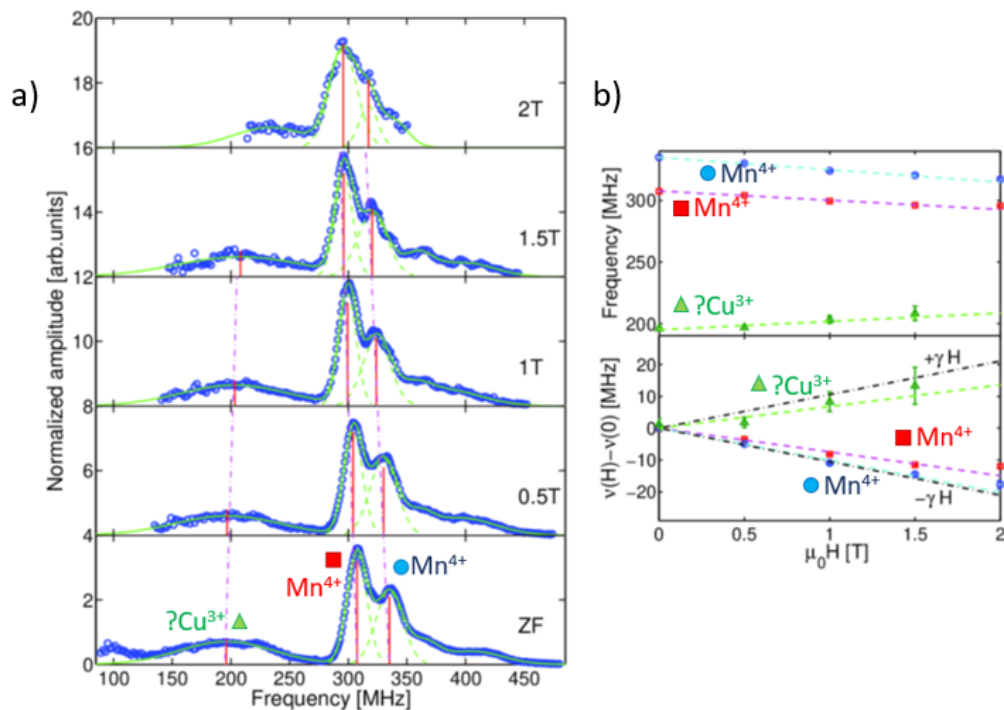 a)
Normalized amplitude [arb.units]
20
18
16
2T
14
12
1.5T
10
8
1T
6
4
0.5T
Mn⁴⁺
Mn⁴⁺
?Cu³⁺
2
0
ZF
100 150 200 250 300 350 400 450
Frequency [MHz]
b)
Frequency [MHz]
300
250
200
Mn⁴⁺
Mn⁴⁺
?Cu³⁺
ν(H)−ν(0) [MHz]
20
10
0
−10
−20
+γ H
?Cu³⁺
Mn⁴⁺
Mn⁴⁺
−γ H
0 0.5 1 1.5 2
μ₀H [T]